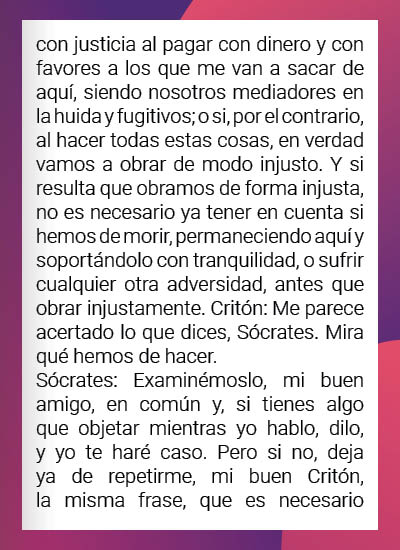 con justicia al pagar con dinero y con
favores a los que me van a sacar de
aquí, siendo nosotros mediadores en
la huida y fugitivos; o si, por el contrario,
al hacer todas estas cosas, en verdad
vamos a obrar de modo injusto. Y si
resulta que obramos de forma injusta,
no es necesario ya tener en cuenta si
hemos de morir, permaneciendo aquí y
soportándolo con tranquilidad, o sufrir
cualquier otra adversidad, antes que
obrar injustamente. Critón: Me parece
acertado lo que dices, Sócrates. Mira
qué hemos de hacer.
Sócrates: Examinémoslo, mi buen
amigo, en común y, si tienes algo
que objetar mientras yo hablo, dilo,
y yo te haré caso. Pero si no, deja
ya de repetirme, mi buen Critón,
la misma frase, que es necesario